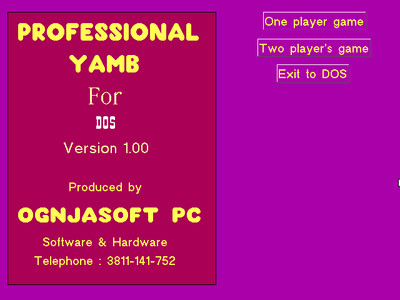 PROFESSIONAL
YAMB
For
DOS
Version 1.00
Produced by
OGNJASOFT PC
Software & Hardware
Telephone : 3811-141-752
One player game
Two player's game
Exit to DOS